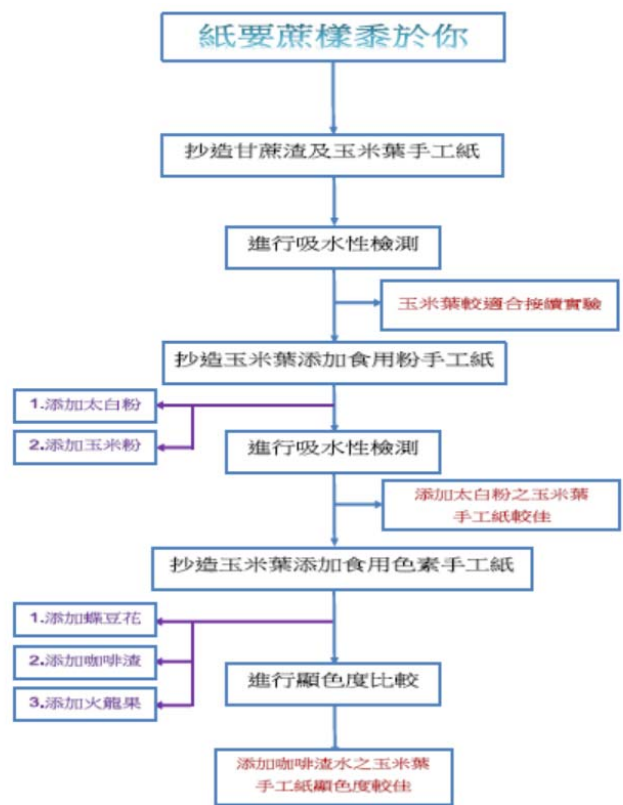 紙要蔗樣黍於你
抄造甘蔗渣及玉米葉手工紙
進行吸水性檢測
玉米葉較適合接續實驗
抄造玉米葉添加食用粉手工紙
1.添加太白粉
2.添加玉米粉
進行吸水性檢測
添加太白粉之玉米葉
手工紙較佳
抄造玉米葉添加食用色素手工紙
1.添加蝶豆花
2.添加咖啡渣
3.添加火龍果
進行顯色度比較
添加咖啡渣水之玉米葉
手工紙顯色度較佳